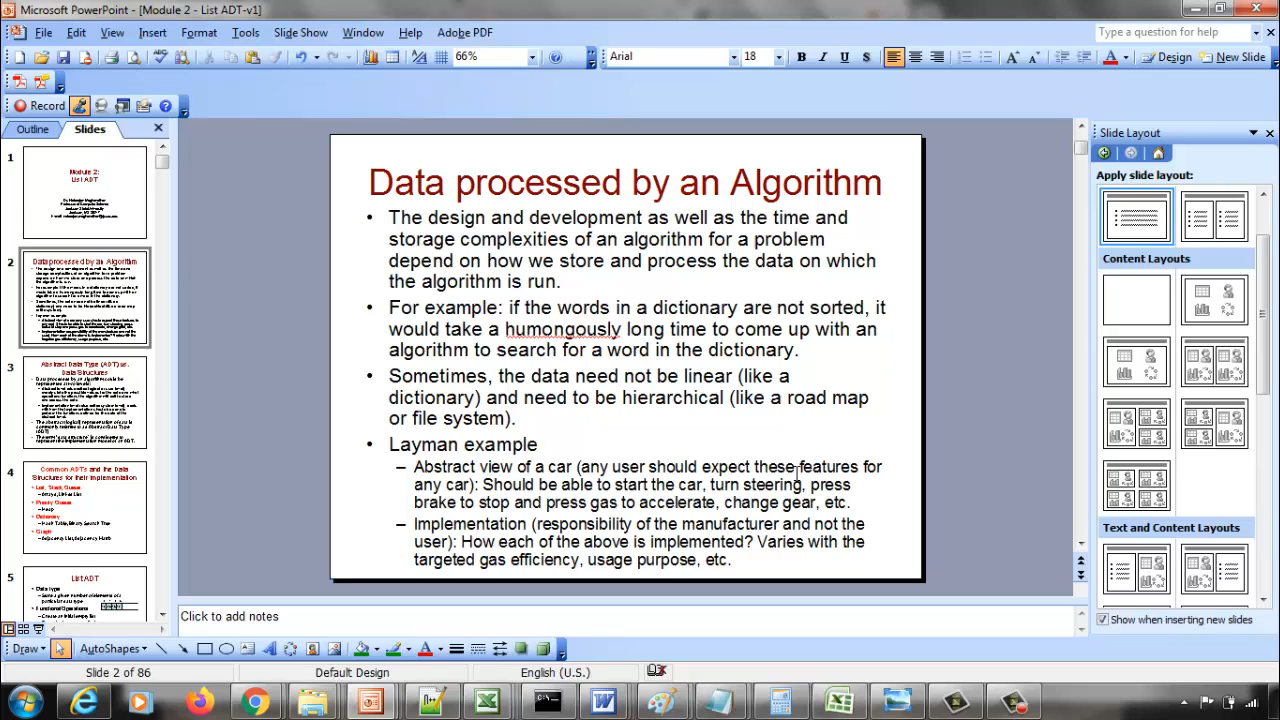 Microsoft PowerPoint - [Module 2 - List ADT-v1]
File Edit View Insert Format Tools Slide Show Window Help Adobe PDF
Type a question for help
66%
Arial
18
Design
New Slide
Record
Outline
Slides
Slide Layout
Apply slide layout:
1
Module 2:
List ADT
2
Data processed by an Algorithm
3
Abstract Data Type (ADT) vs.
Data Structures
4
Common ADTs and the Data
Structures for their Implementation
5
List ADT
Data processed by an Algorithm
• The design and development as well as the time and
storage complexities of an algorithm for a problem
depend on how we store and process the data on which
the algorithm is run.
• For example: if the words in a dictionary are not sorted, it
would take a humongously long time to come up with an
algorithm to search for a word in the dictionary.
• Sometimes, the data need not be linear (like a
dictionary) and need to be hierarchical (like a road map
or file system).
• Layman example
– Abstract view of a car (any user should expect these features for
any car): Should be able to start the car, turn steering, press
brake to stop and press gas to accelerate, change gear, etc.
– Implementation (responsibility of the manufacturer and not the
user): How each of the above is implemented? Varies with the
targeted gas efficiency, usage purpose, etc.
Content Layouts
Text and Content Layouts
Show when inserting new slides
Click to add notes
Draw
AutoShapes
Slide 2 of 86
Default Design
English (U.S.)